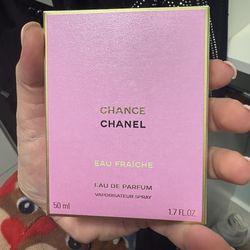 CHANCE
CHANEL
EAU FRAÎCHE
EAU DE PARFUM
VAPORISATEUR SPRAY
50 ml 1.7 FL.OZ.